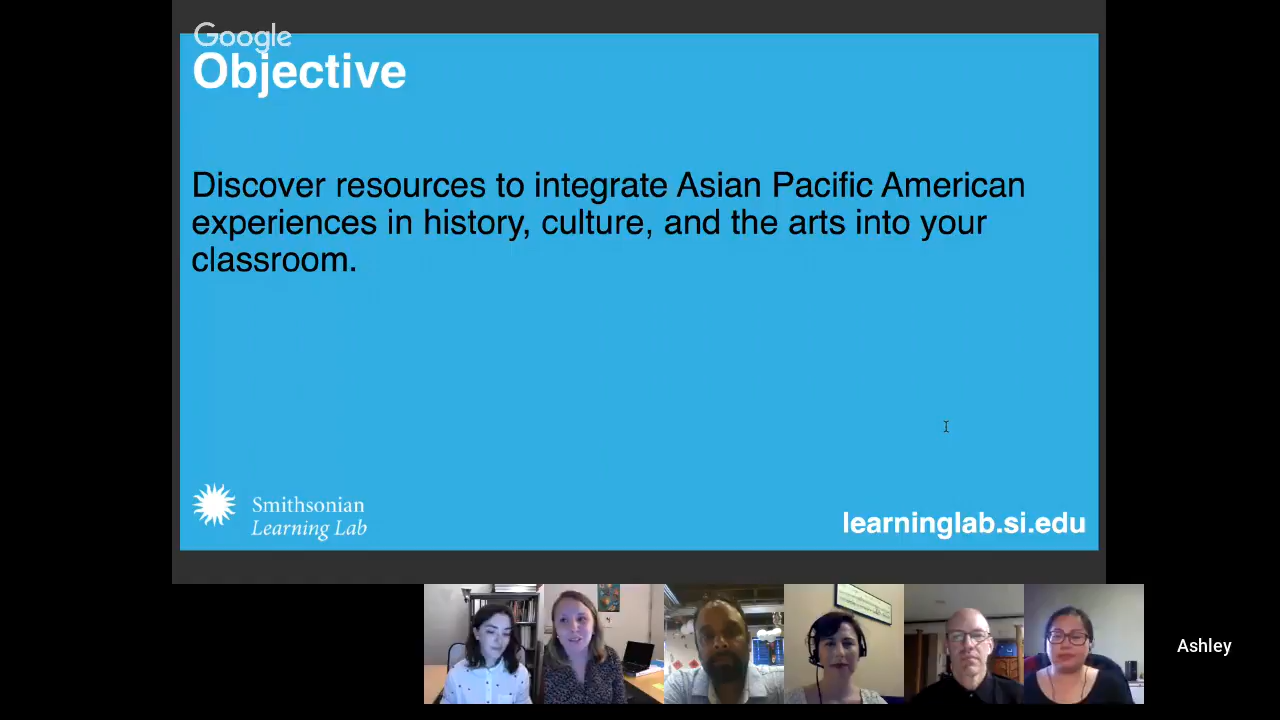 Google
Objective
Discover resources to integrate Asian Pacific American
experiences in history, culture, and the arts into your
classroom.
Smithsonian
Learning Lab
learninglab.si.edu
Ashley